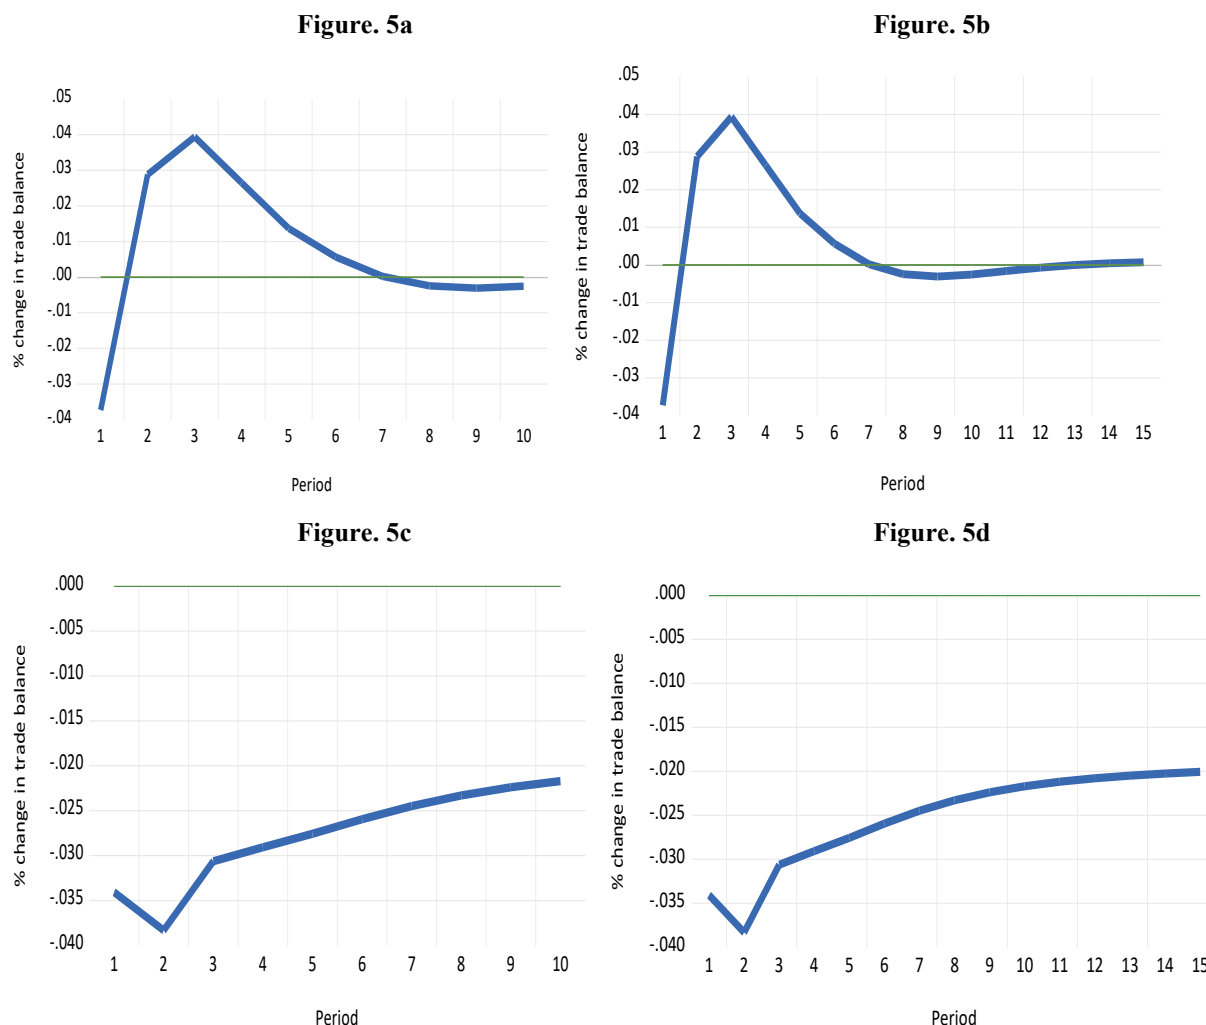 Figure. 5a
% change in trade balance
.05
.04
.03
.02
.01
.00
-.01
-.02
-.03
-.04
1 2 3 4 5 6 7 8 9 10
Period
Figure. 5b
% change in trade balance
.05
.04
.03
.02
.01
.00
-.01
-.02
-.03
-.04
1 2 3 4 5 6 7 8 9 10 11 12 13 14 15
Period
Figure. 5c
% change in trade balance
.000
-.005
-.010
-.015
-.020
-.025
-.030
-.035
-.040
1 2 3 4 5 6 7 8 9 10
Period
Figure. 5d
% change in trade balance
.000
-.005
-.010
-.015
-.020
-.025
-.030
-.035
-.040
1 2 3 4 5 6 7 8 9 10 11 12 13 14 15
Period